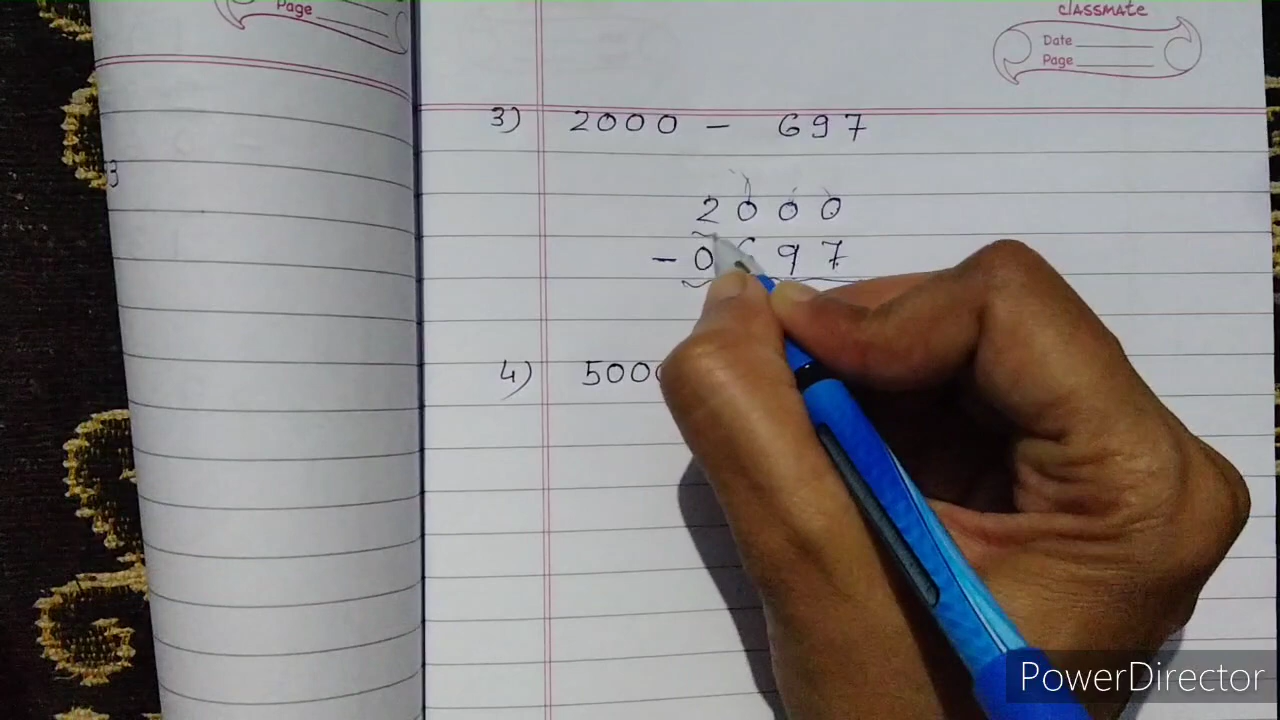 Page
classmate
Date
Page
3) 2000 - 697
2000
- 0697
4) 500
PowerDirector